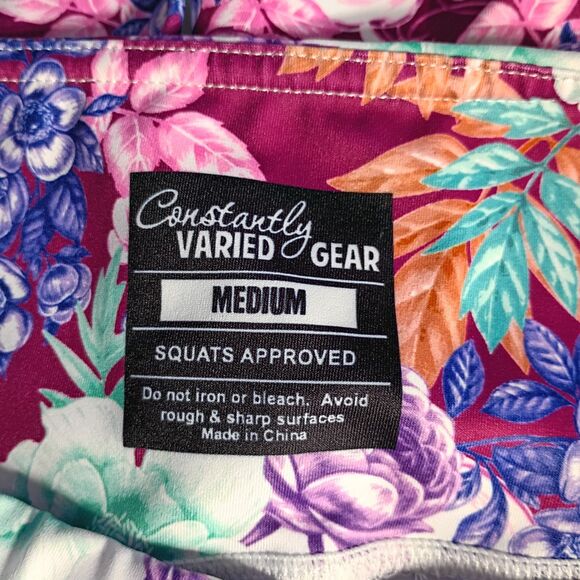 Constantly
VARIED GEAR
MEDIUM
SQUATS APPROVED
Do not iron or bleach. Avoid
rough & sharp surfaces
Made in China